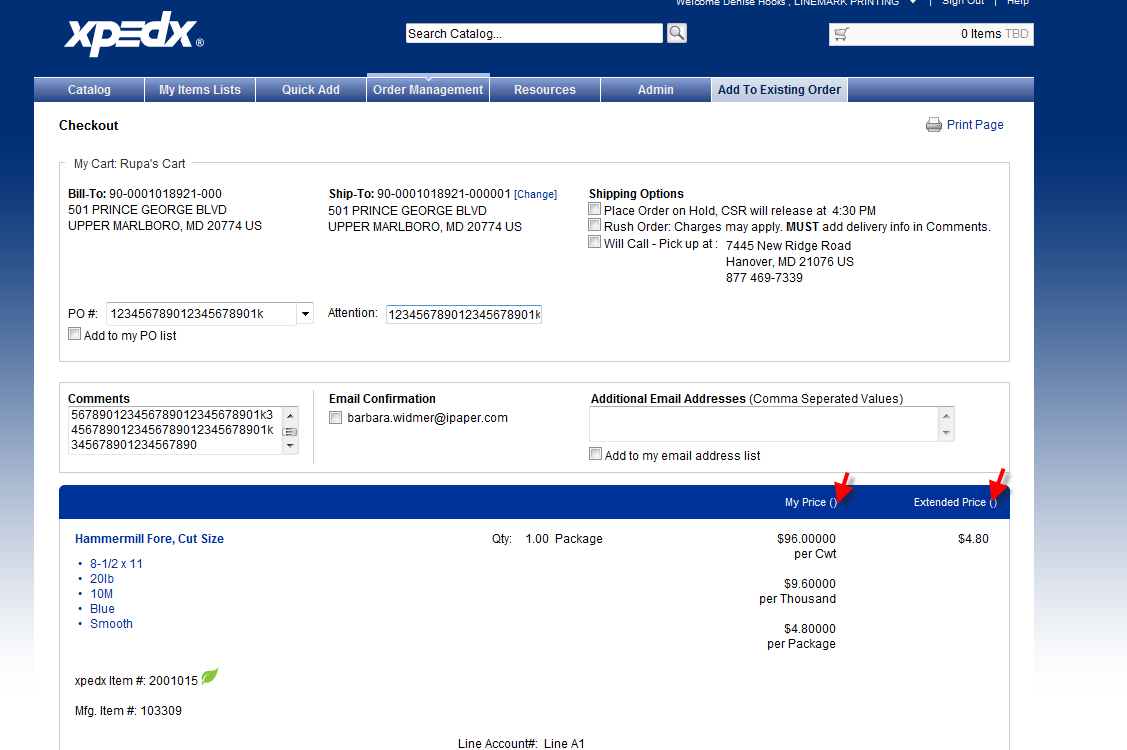 Welcome Denise Hooks , LINEMARK PRINTING | Sign Out | Help
xpedx®
Search Catalog...
0 Items TBD
Catalog
My Items Lists
Quick Add
Order Management
Resources
Admin
Add To Existing Order
Checkout
Print Page
My Cart: Rupa's Cart
Bill-To: 90-0001018921-000
501 PRINCE GEORGE BLVD
UPPER MARLBORO, MD 20774 US
Ship-To: 90-0001018921-000001 [Change]
501 PRINCE GEORGE BLVD
UPPER MARLBORO, MD 20774 US
Shipping Options
Place Order on Hold, CSR will release at 4:30 PM
Rush Order: Charges may apply. MUST add delivery info in Comments.
Will Call - Pick up at : 7445 New Ridge Road
Hanover, MD 21076 US
877 469-7339
PO #: 123456789012345678901k
Add to my PO list
Attention: 123456789012345678901k
Comments
567890123456789012345678901k3
456789012345678901234567890​1k
345678901234567890
Email Confirmation
barbara.widmer@ipaper.com
Additional Email Addresses (Comma Seperated Values)
Add to my email address list
My Price ()
Extended Price ()
Hammermill Fore, Cut Size
• 8-1/2 x 11
• 20lb
• 10M
• Blue
• Smooth
Qty: 1.00 Package
$96.00000
per Cwt
$9.60000
per Thousand
$4.80000
per Package
$4.80
xpedx Item #: 2001015
Mfg. Item #: 103309
Line Account#: Line A1